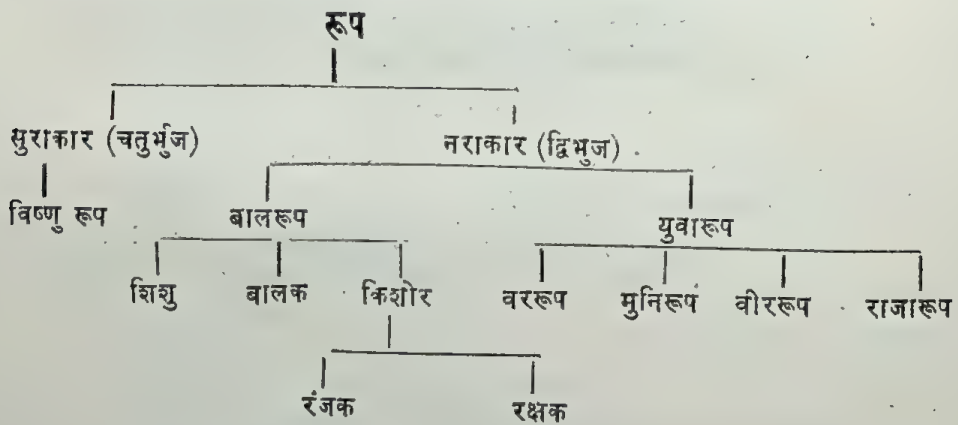 रूप
सुराकार (चतुर्भुज) नराकार (द्विभुज)
विष्णु रूप बालरूप युवारूप
शिशु बालक किशोर वररूप मुनिरूप वीररूप राजारूप
रंजक रक्षक